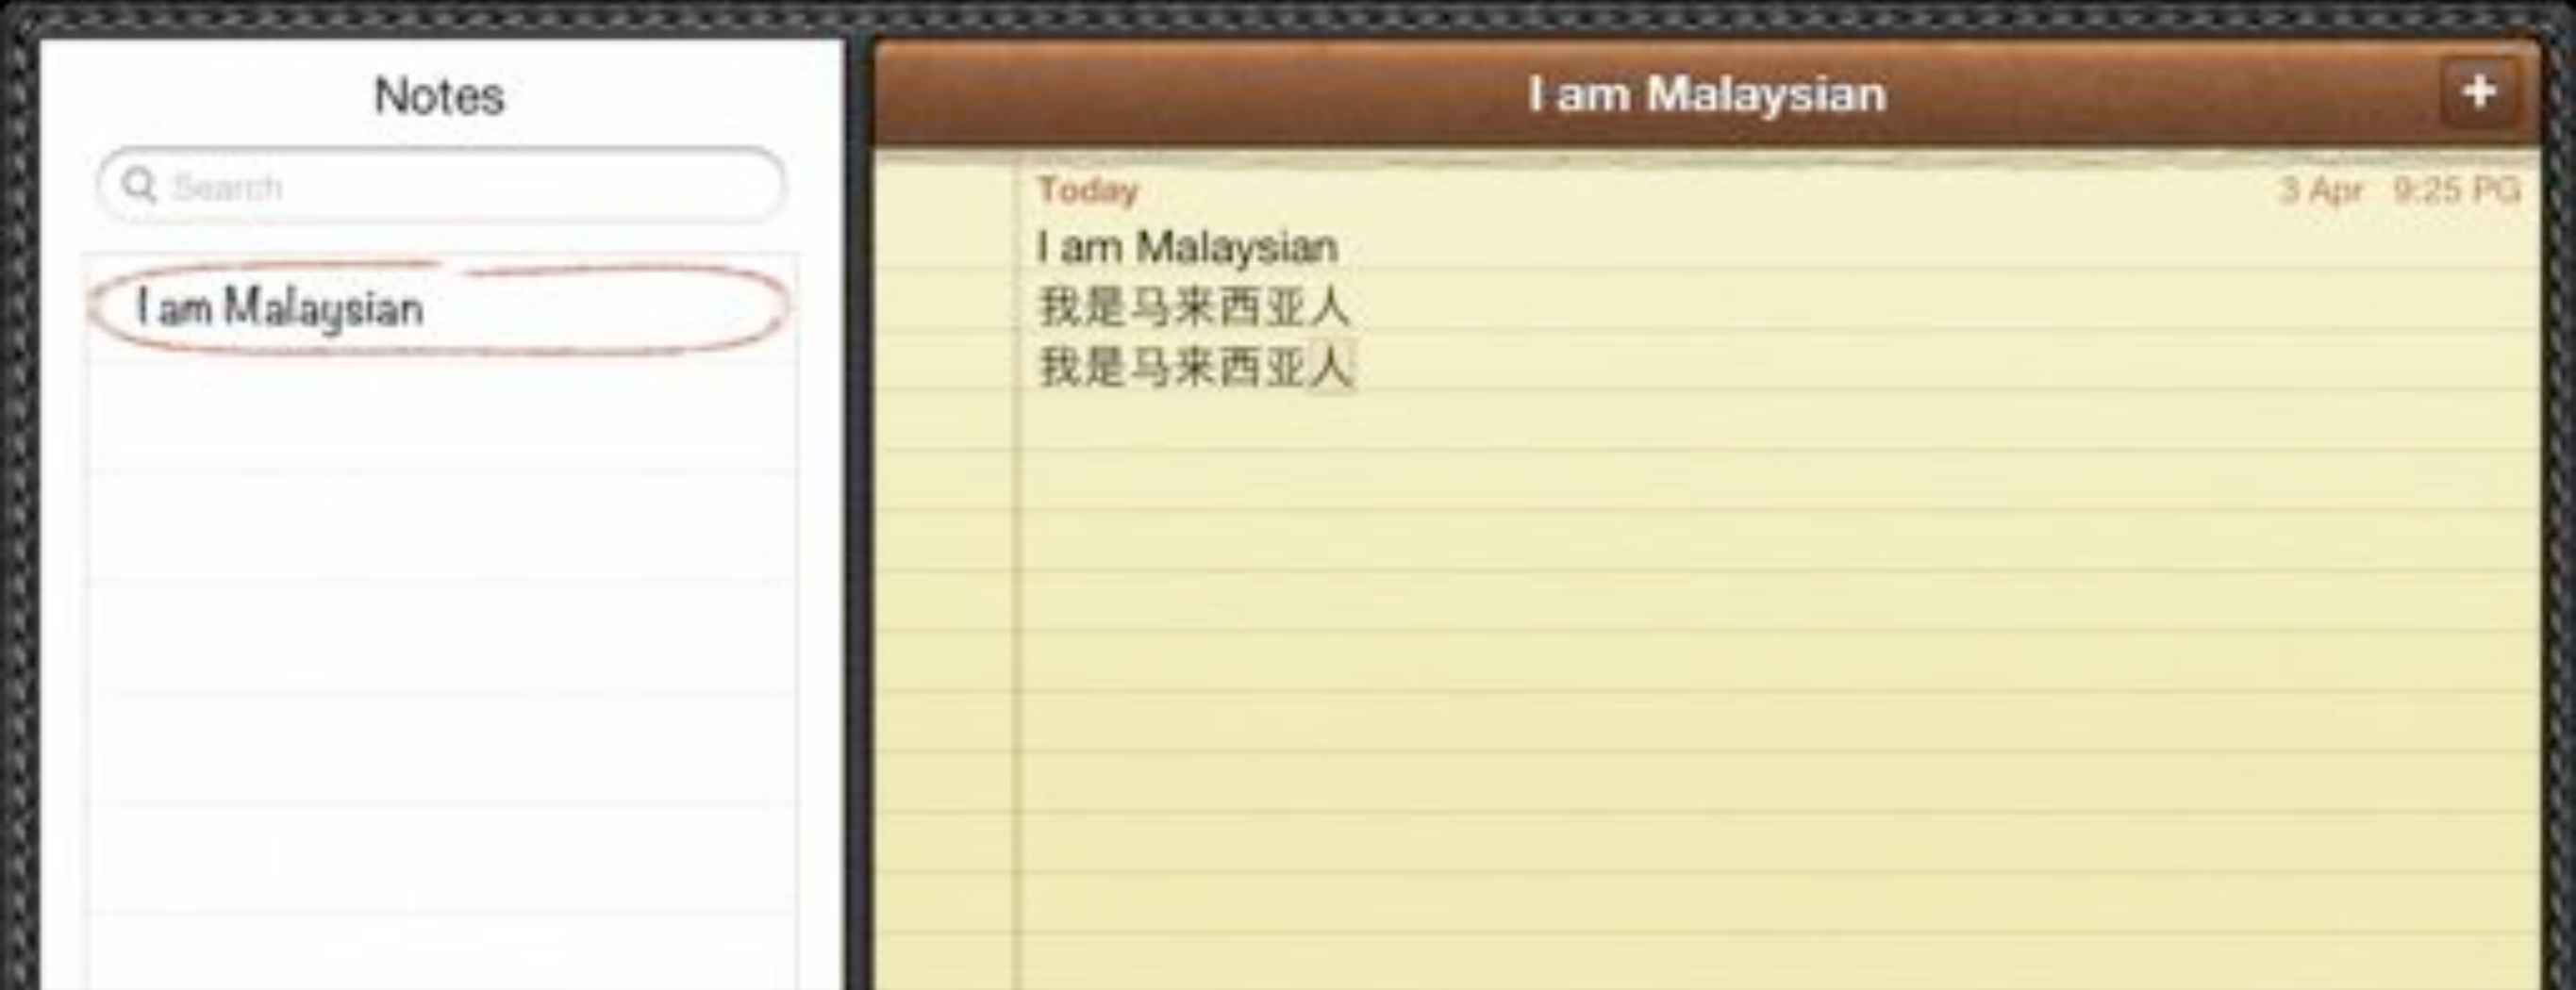 Notes
Search
I am Malaysian
I am Malaysian
+
Today 3 Apr 9:25 PG
I am Malaysian
我是马来西亚人
我是马来西亚人